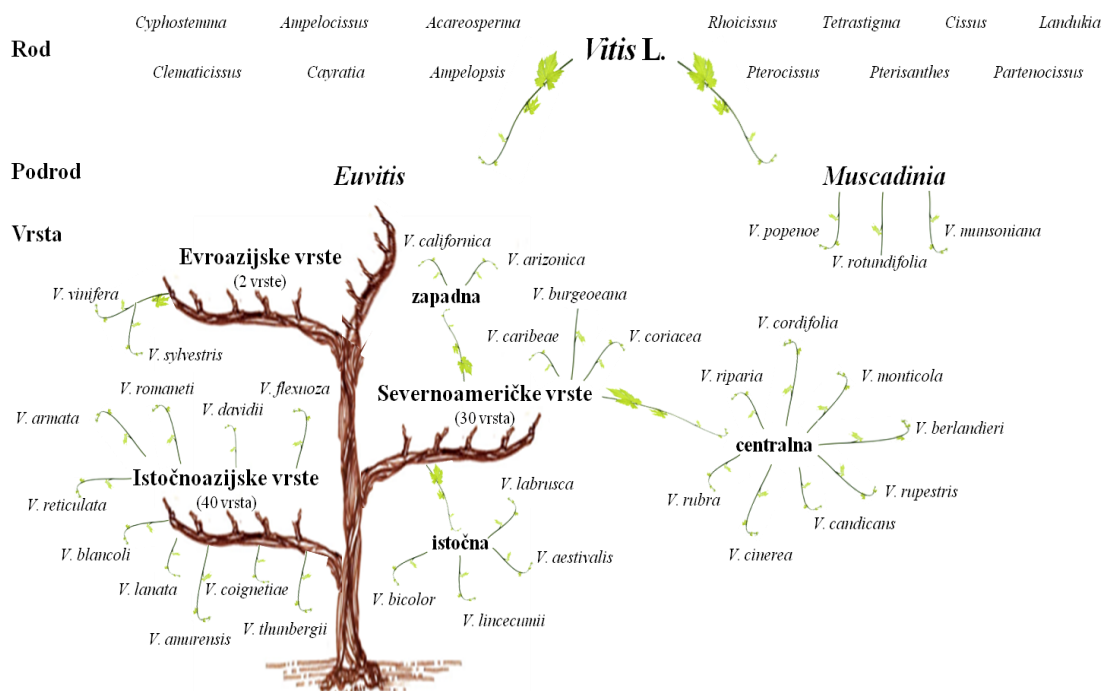 Cyphostemma Ampelocissus Acareosperma Rhoicissus Tetrastigma Cissus Landukia
Rod Vitis L.
Clematicissus Cayratia Ampelopsis Pterocissus Pterisanthes Partenocissus
Podrod Euvitis Muscadinia
Vrsta
V. popenoe V. munsoniana
V. rotundifolia
Evroazijske vrste
(2 vrste)
V. vinifera
V. sylvestris
V. californica
V. arizonica
zapadna
V. burgeoeana
V. caribeae V. coriacea
Severnoameričke vrste
(30 vrsta)
V. cordifolia
V. riparia V. monticola
V. berlandieri
centralna
V. rubra V. rupestris
V. candicans
V. cinerea
V. romaneti V. flexuoza
V. armata V. davidii
Istočnoazijske vrste
(40 vrsta)
V. reticulata
V. blancoli
V. lanata V. coignetiae
V. amurensis V. thunbergii
V. labrusca
istočna
V. aestivalis
V. bicolor
V. lincecumii